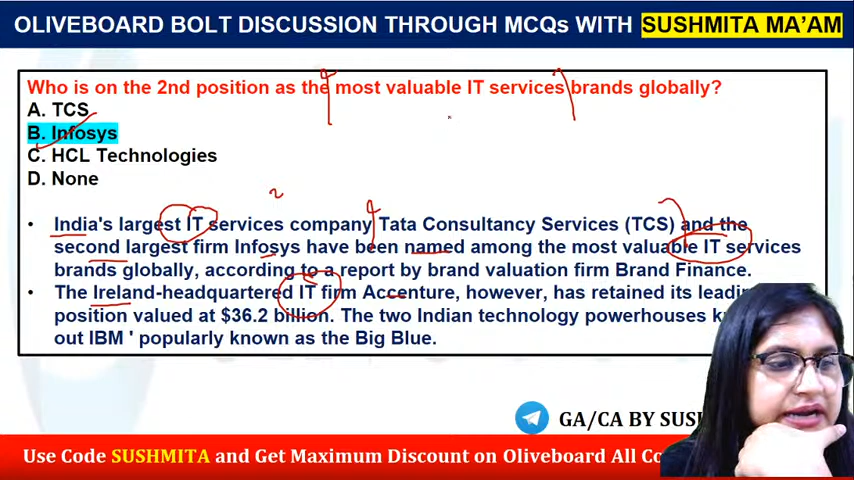 OLIVEBOARD BOLT DISCUSSION THROUGH MCQs WITH SUSHMITA MA'AM
Who is on the 2nd position as the most valuable IT services brands globally?
A. TCS
B. Infosys
C. HCL Technologies
D. None
2
• India's largest IT services company Tata Consultancy Services (TCS) and the
second largest firm Infosys have been named among the most valuable IT services
brands globally, according to a report by brand valuation firm Brand Finance.
• The Ireland-headquartered IT firm Accenture, however, has retained its
position valued at $36.2 billion. The two Indian technology powerhouses
out IBM ' popularly known as the Big Blue.
GA/CA BY
Use Code SUSHMITA and Get Maximum Discount on Oliveboard All